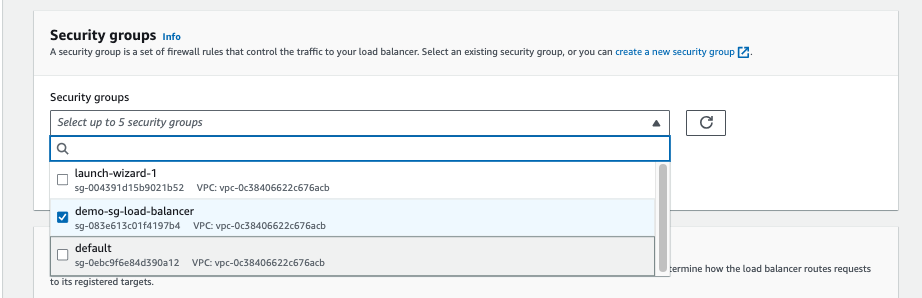 Security groups Info
A security group is a set of firewall rules that control the traffic to your load balancer. Select an existing security group, or you can create a new security group.
Security groups
Select up to 5 security groups
launch-wizard-1
sg-004391d15b9021b52 VPC: vpc-0c38406622c676acb
demo-sg-load-balancer
sg-083e613c01f4197b4 VPC: vpc-0c38406622c676acb
default
sg-0ebc9f6e84d390a12 VPC: vpc-0c38406622c676acb
termine how the load balancer routes requests
to its registered targets.